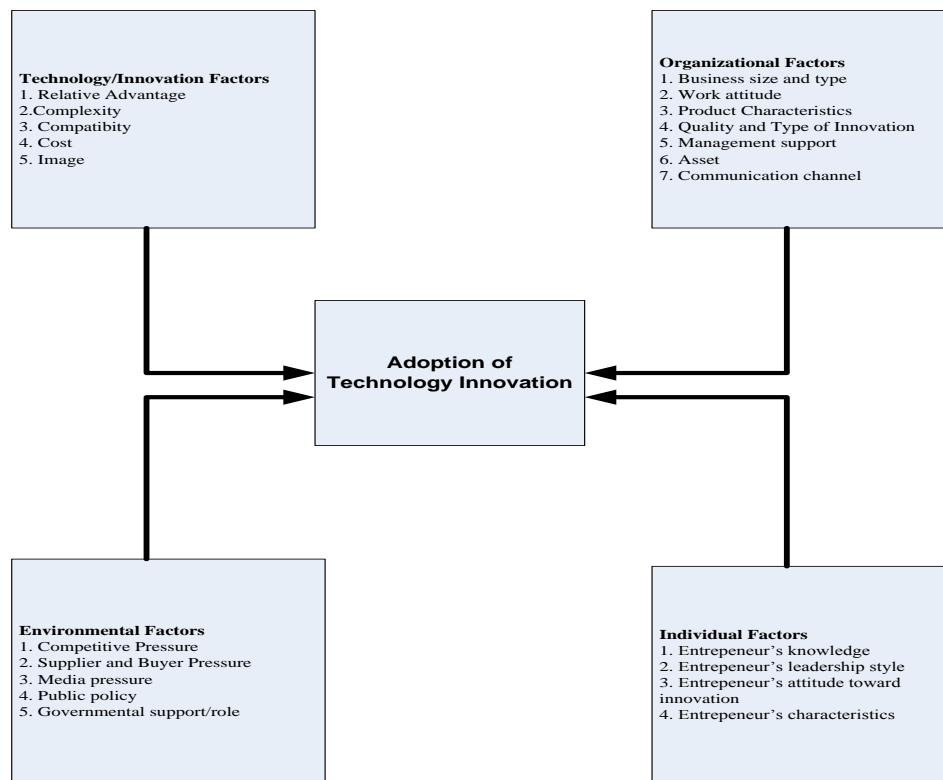 Technology/Innovation Factors
1. Relative Advantage
2.Complexity
3. Compatibity
4. Cost
5. Image
Organizational Factors
1. Business size and type
2. Work attitude
3. Product Characteristics
4. Quality and Type of Innovation
5. Management support
6. Asset
7. Communication channel
Adoption of
Technology Innovation
Environmental Factors
1. Competitive Pressure
2. Supplier and Buyer Pressure
3. Media pressure
4. Public policy
5. Governmental support/role
Individual Factors
1. Entrepeneur’s knowledge
2. Entrepeneur’s leadership style
3. Entrepeneur’s attitude toward
innovation
4. Entrepeneur’s characteristics